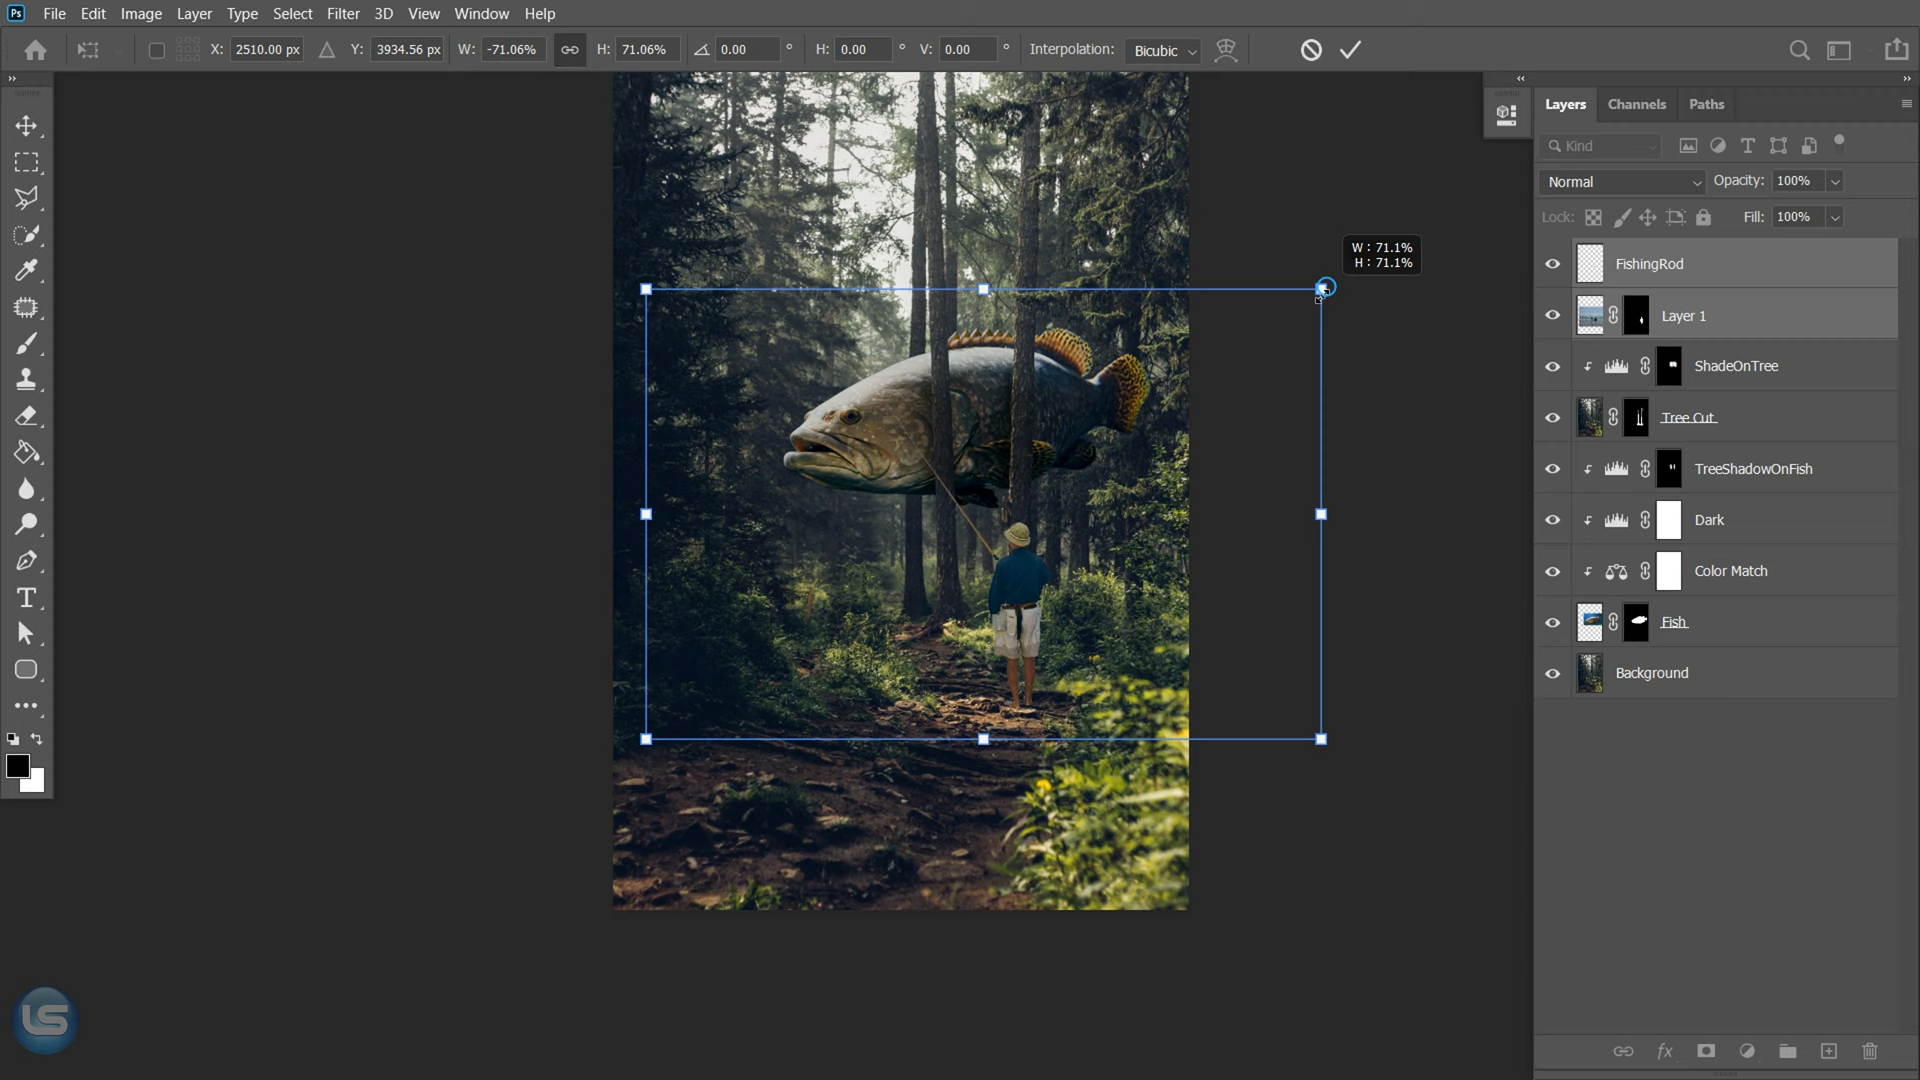 Ps File Edit Image Layer Type Select Filter 3D View Window Help
X: 2510.00 px Y: 3934.56 px W: -71.06% H: 71.06% 0.00 ° H: 0.00 ° V: 0.00 ° Interpolation: Bicubic
Layers Channels Paths
Kind
Normal Opacity: 100%
Lock: Fill: 100%
W : 71.1%
H : 71.1%
FishingRod
Layer 1
ShadeOnTree
Tree Cut
TreeShadowOnFish
Dark
Color Match
Fish
Background
T
LS
fx